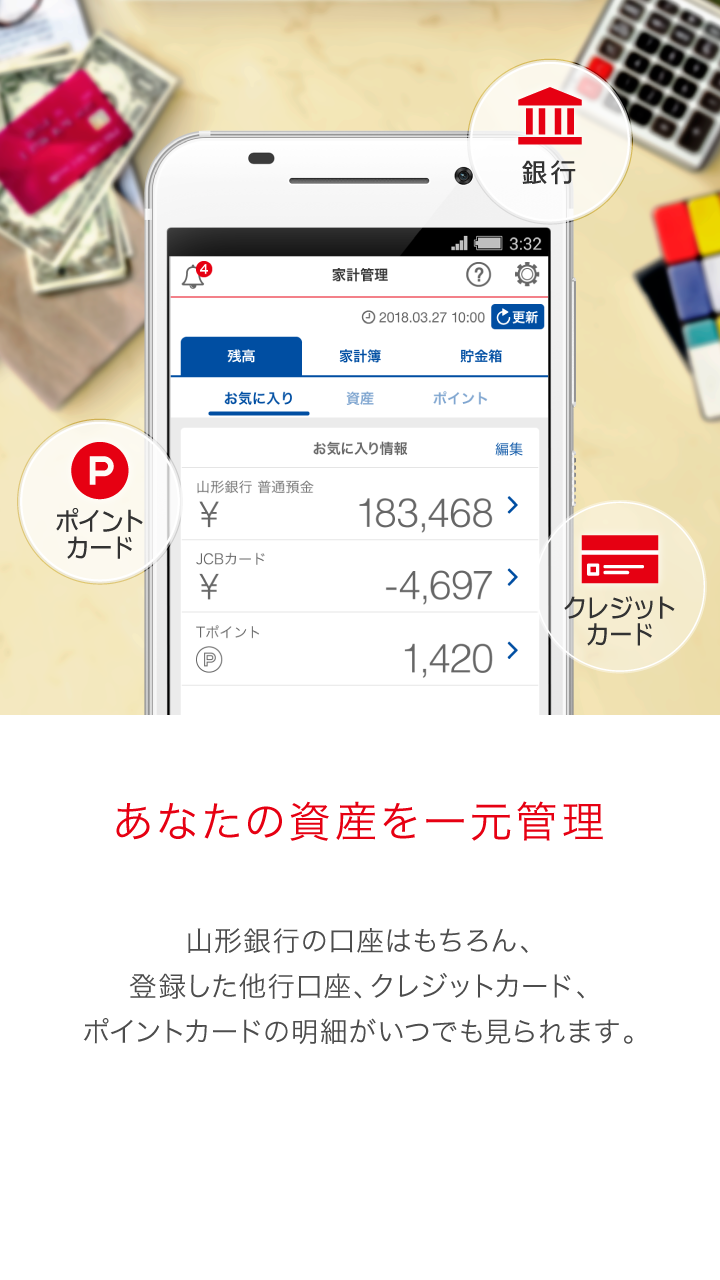 銀行
3:32
4
家計管理
?
2018.03.27 10:00
更新
残高
家計簿
貯金箱
お気に入り
資産
ポイント
お気に入り情報
編集
山形銀行 普通預金
¥
183,468
JCBカード
¥
-4,697
Tポイント
P
1,420
P
ポイント
カード
クレジット
カード
あなたの資産を一元管理
山形銀行の口座はもちろん、
登録した他行口座、クレジットカード、
ポイントカードの明細がいつでも見られます。